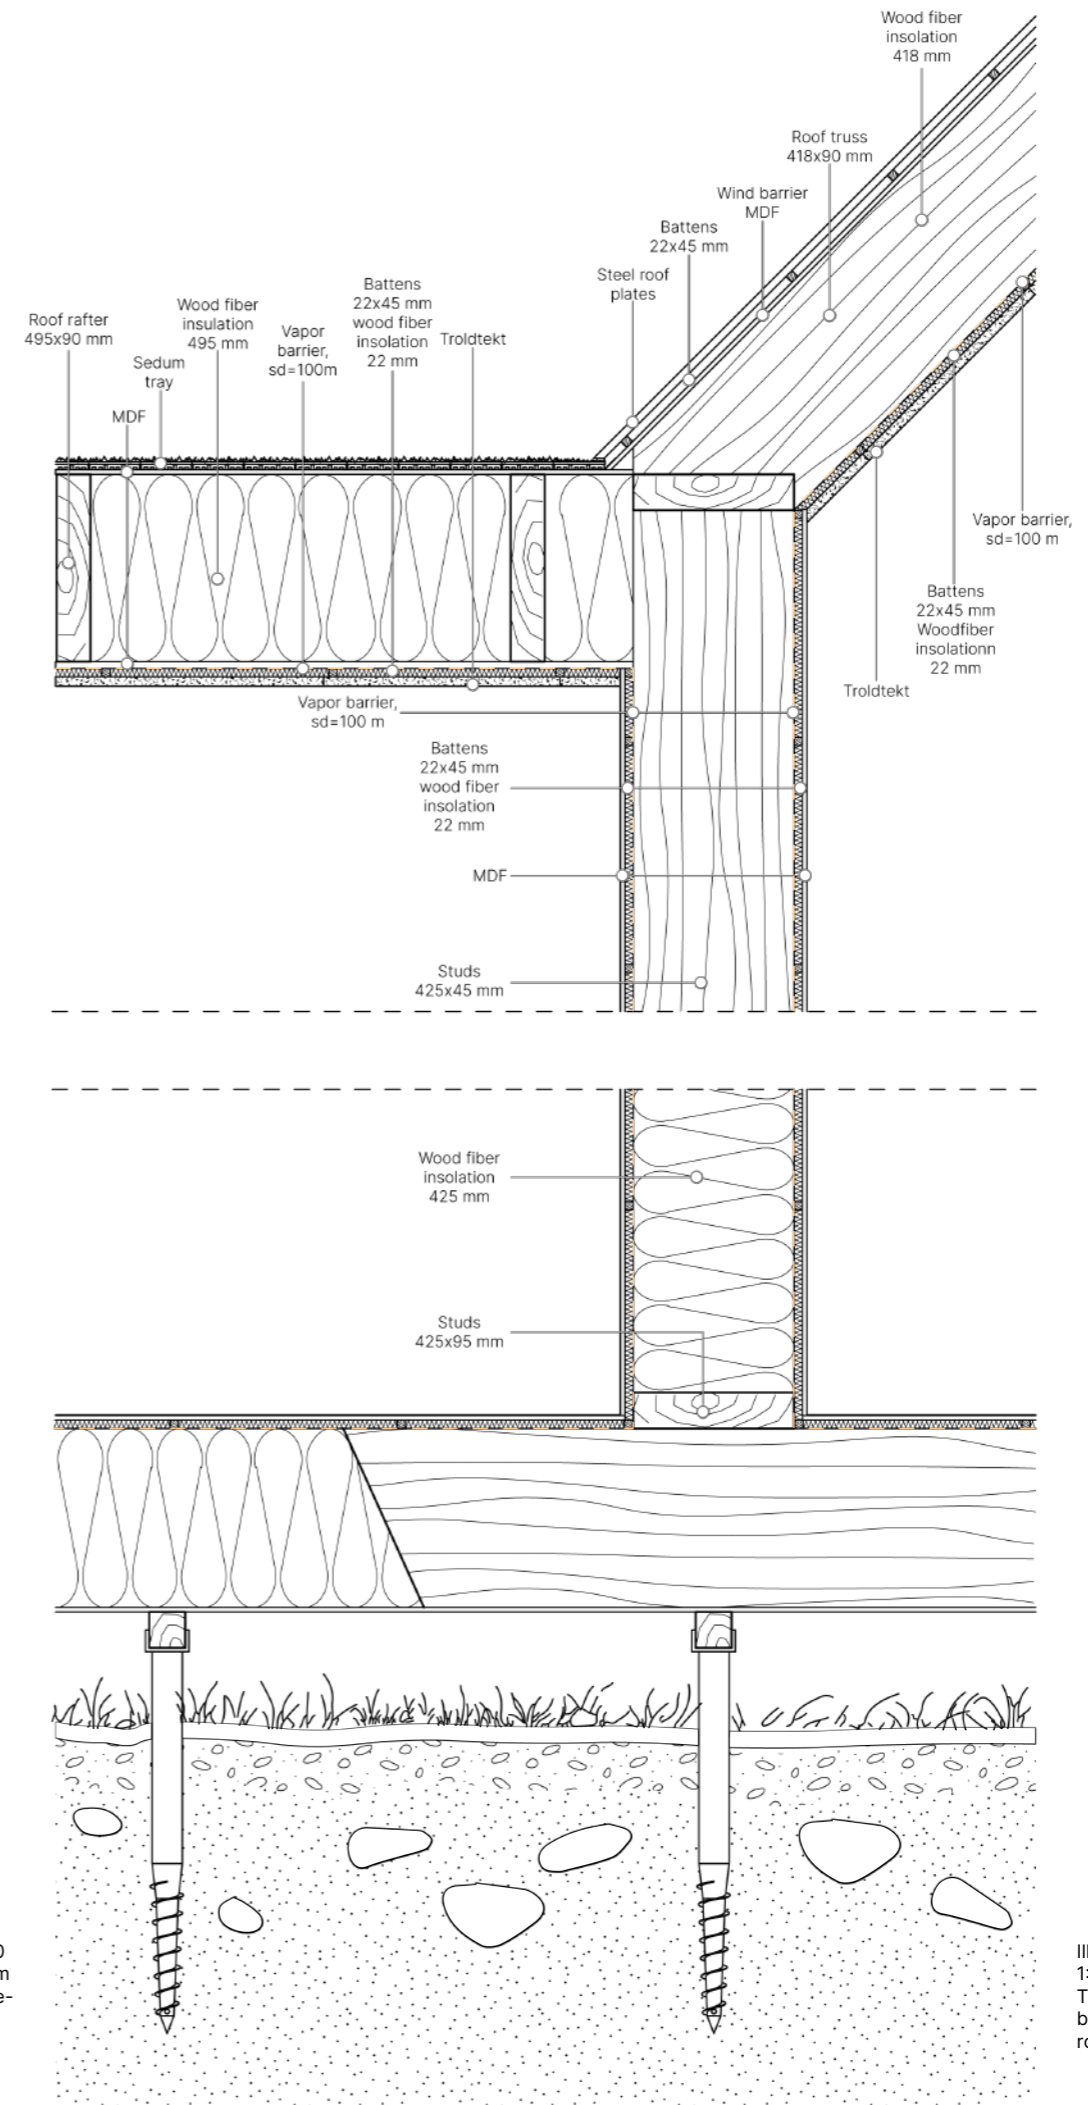 Wood fiber
insolation
418 mm
Roof truss
418x90 mm
Wind barrier
MDF
Battens
22x45 mm
Steel roof
plates
Battens
22x45 mm
wood fiber
insolation
22 mm
Troldtekt
Wood fiber
insulation
495 mm
Vapor
barrier,
sd=100m
Roof rafter
495x90 mm
Sedum
tray
MDF
Vapor barrier,
sd=100 m
Battens
22x45 mm
Woodfiber
insolationn
22 mm
Troldtekt
Vapor barrier,
sd=100 m
Battens
22x45 mm
wood fiber
insolation
22 mm
MDF
Studs
425x45 mm
Wood fiber
insolation
425 mm
Studs
425x95 mm